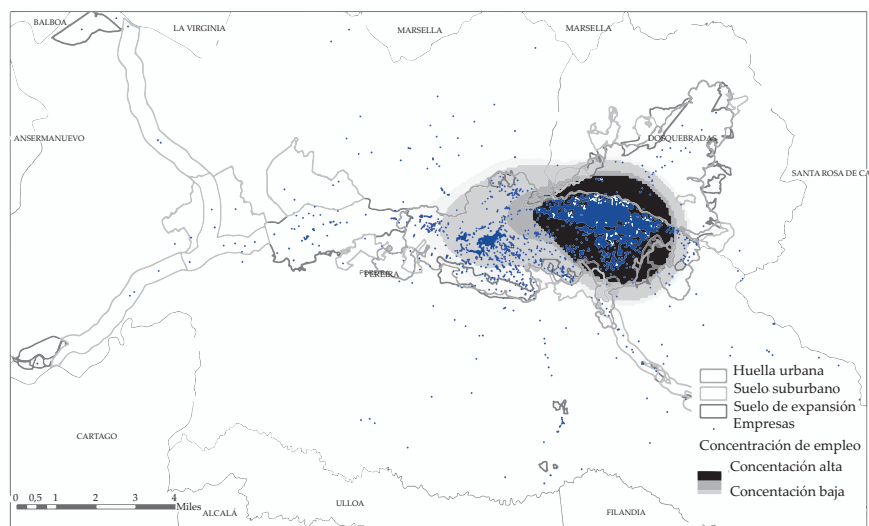 BALBOA
LA VIRGINIA
MARSELLA
MARSELLA
ANSERMANUEVO
DOSQUEBRADAS
SANTA ROSA DE CA
PEREIRA
Huella urbana
Suelo suburbano
Suelo de expansión
Empresas
Concentración de empleo
Concentación alta
Concentación baja
CARTAGO
0 0,5 1 2 3 4
Miles
ALCALÁ
ULLOA
FILANDIA